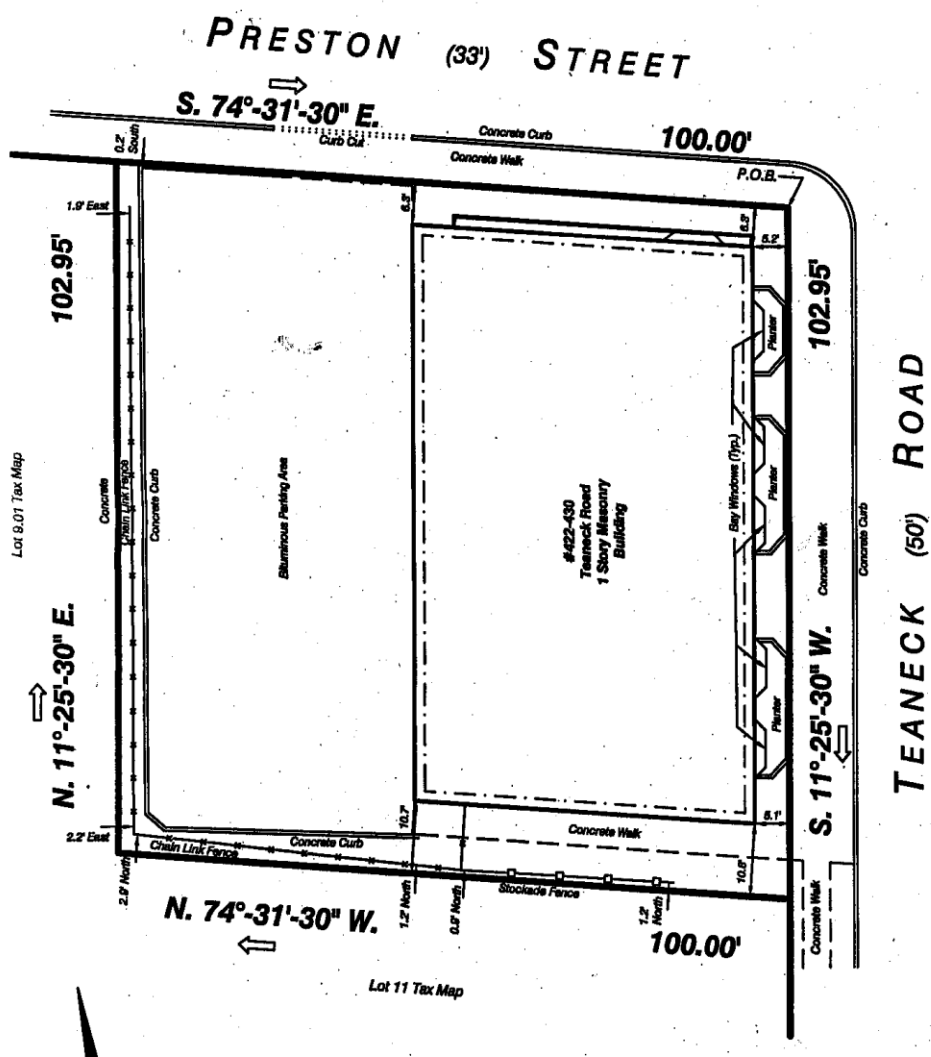 PRESTON (33') STREET
S. 74°-31'-30" E.
100.00'
Concrete Curb
Curb Cut
Concrete Walk
P.O.B.
0.2' South
1.9' East
6.3'
6.3'
5.2'
102.95'
102.95'
Planter
Planter
Planter
Bay Windows (Typ.)
Lot 9.01 Tax Map
Concrete
Chain Link Fence
Concrete Curb
Bituminous Parking Area
#422-430
Teaneck Road
1 Story Masonry
Building
Concrete Walk
Concrete Curb
TEANECK (50') ROAD
N. 11°-25'-30" E.
S. 11°-25'-30" W.
2.2' East
2.9' North
Chain Link Fence
Concrete Curb
10.7'
Concrete Walk
5.1'
10.6'
1.2' North
0.9' North
Stockade Fence
1.2' North
Concrete Walk
N. 74°-31'-30" W.
100.00'
Lot 11 Tax Map